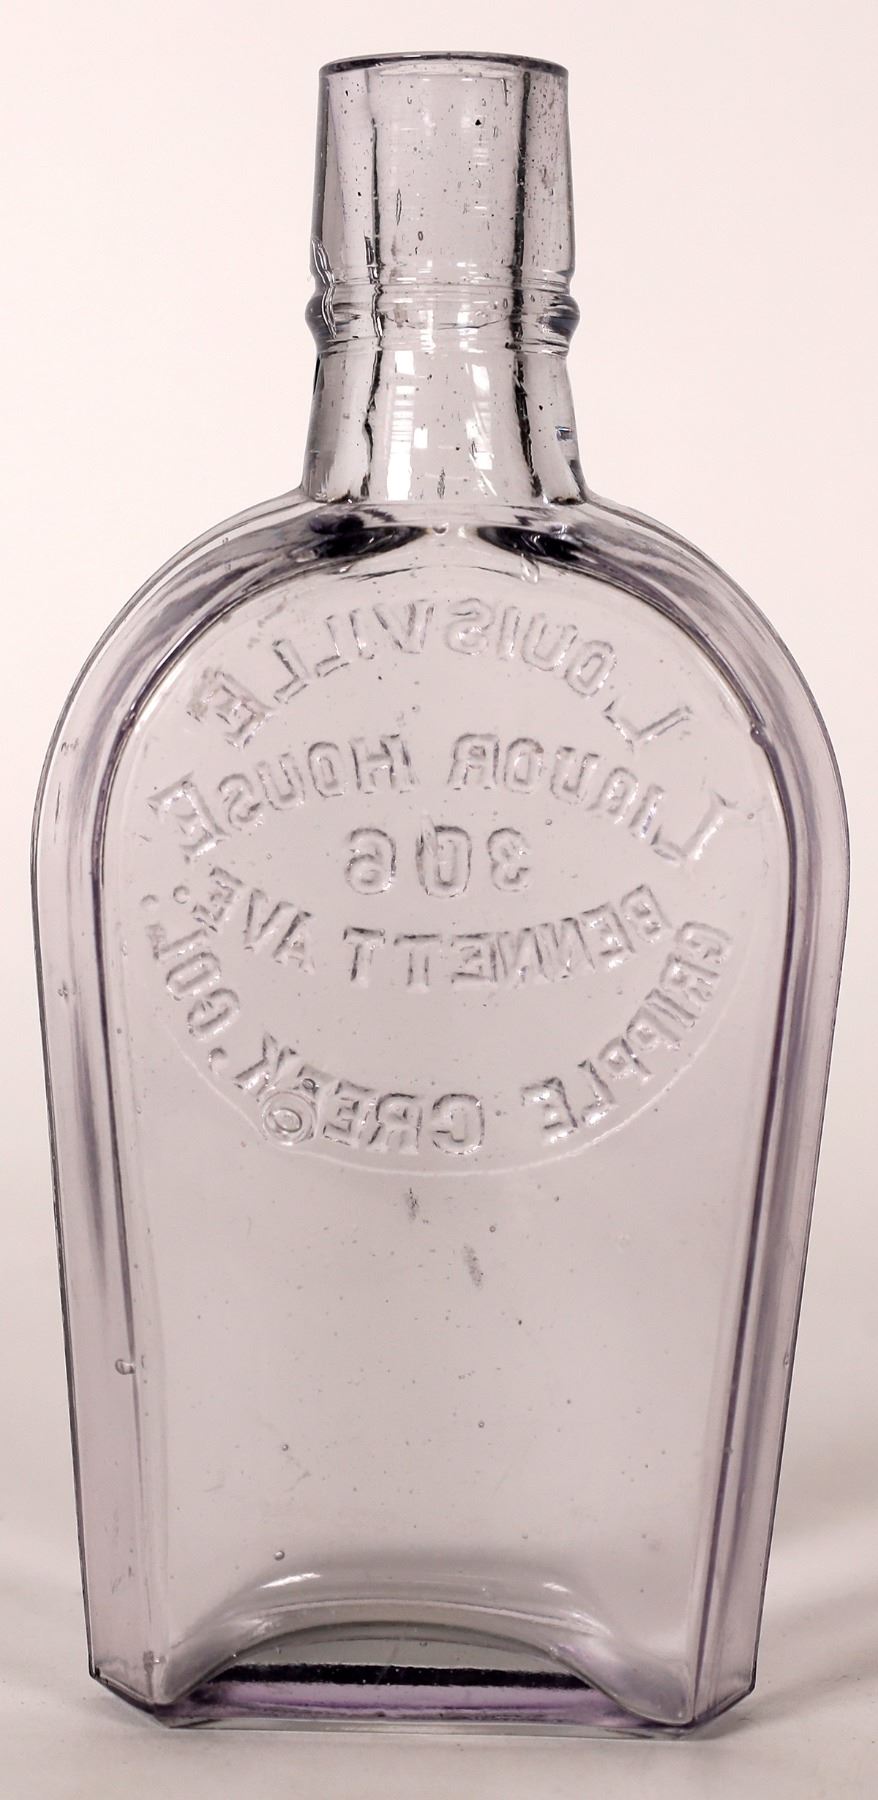 LOUISVILLE
LIQUOR HOUSE
306
BENNETT AVE.
CRIPPLE CREEK, COL.